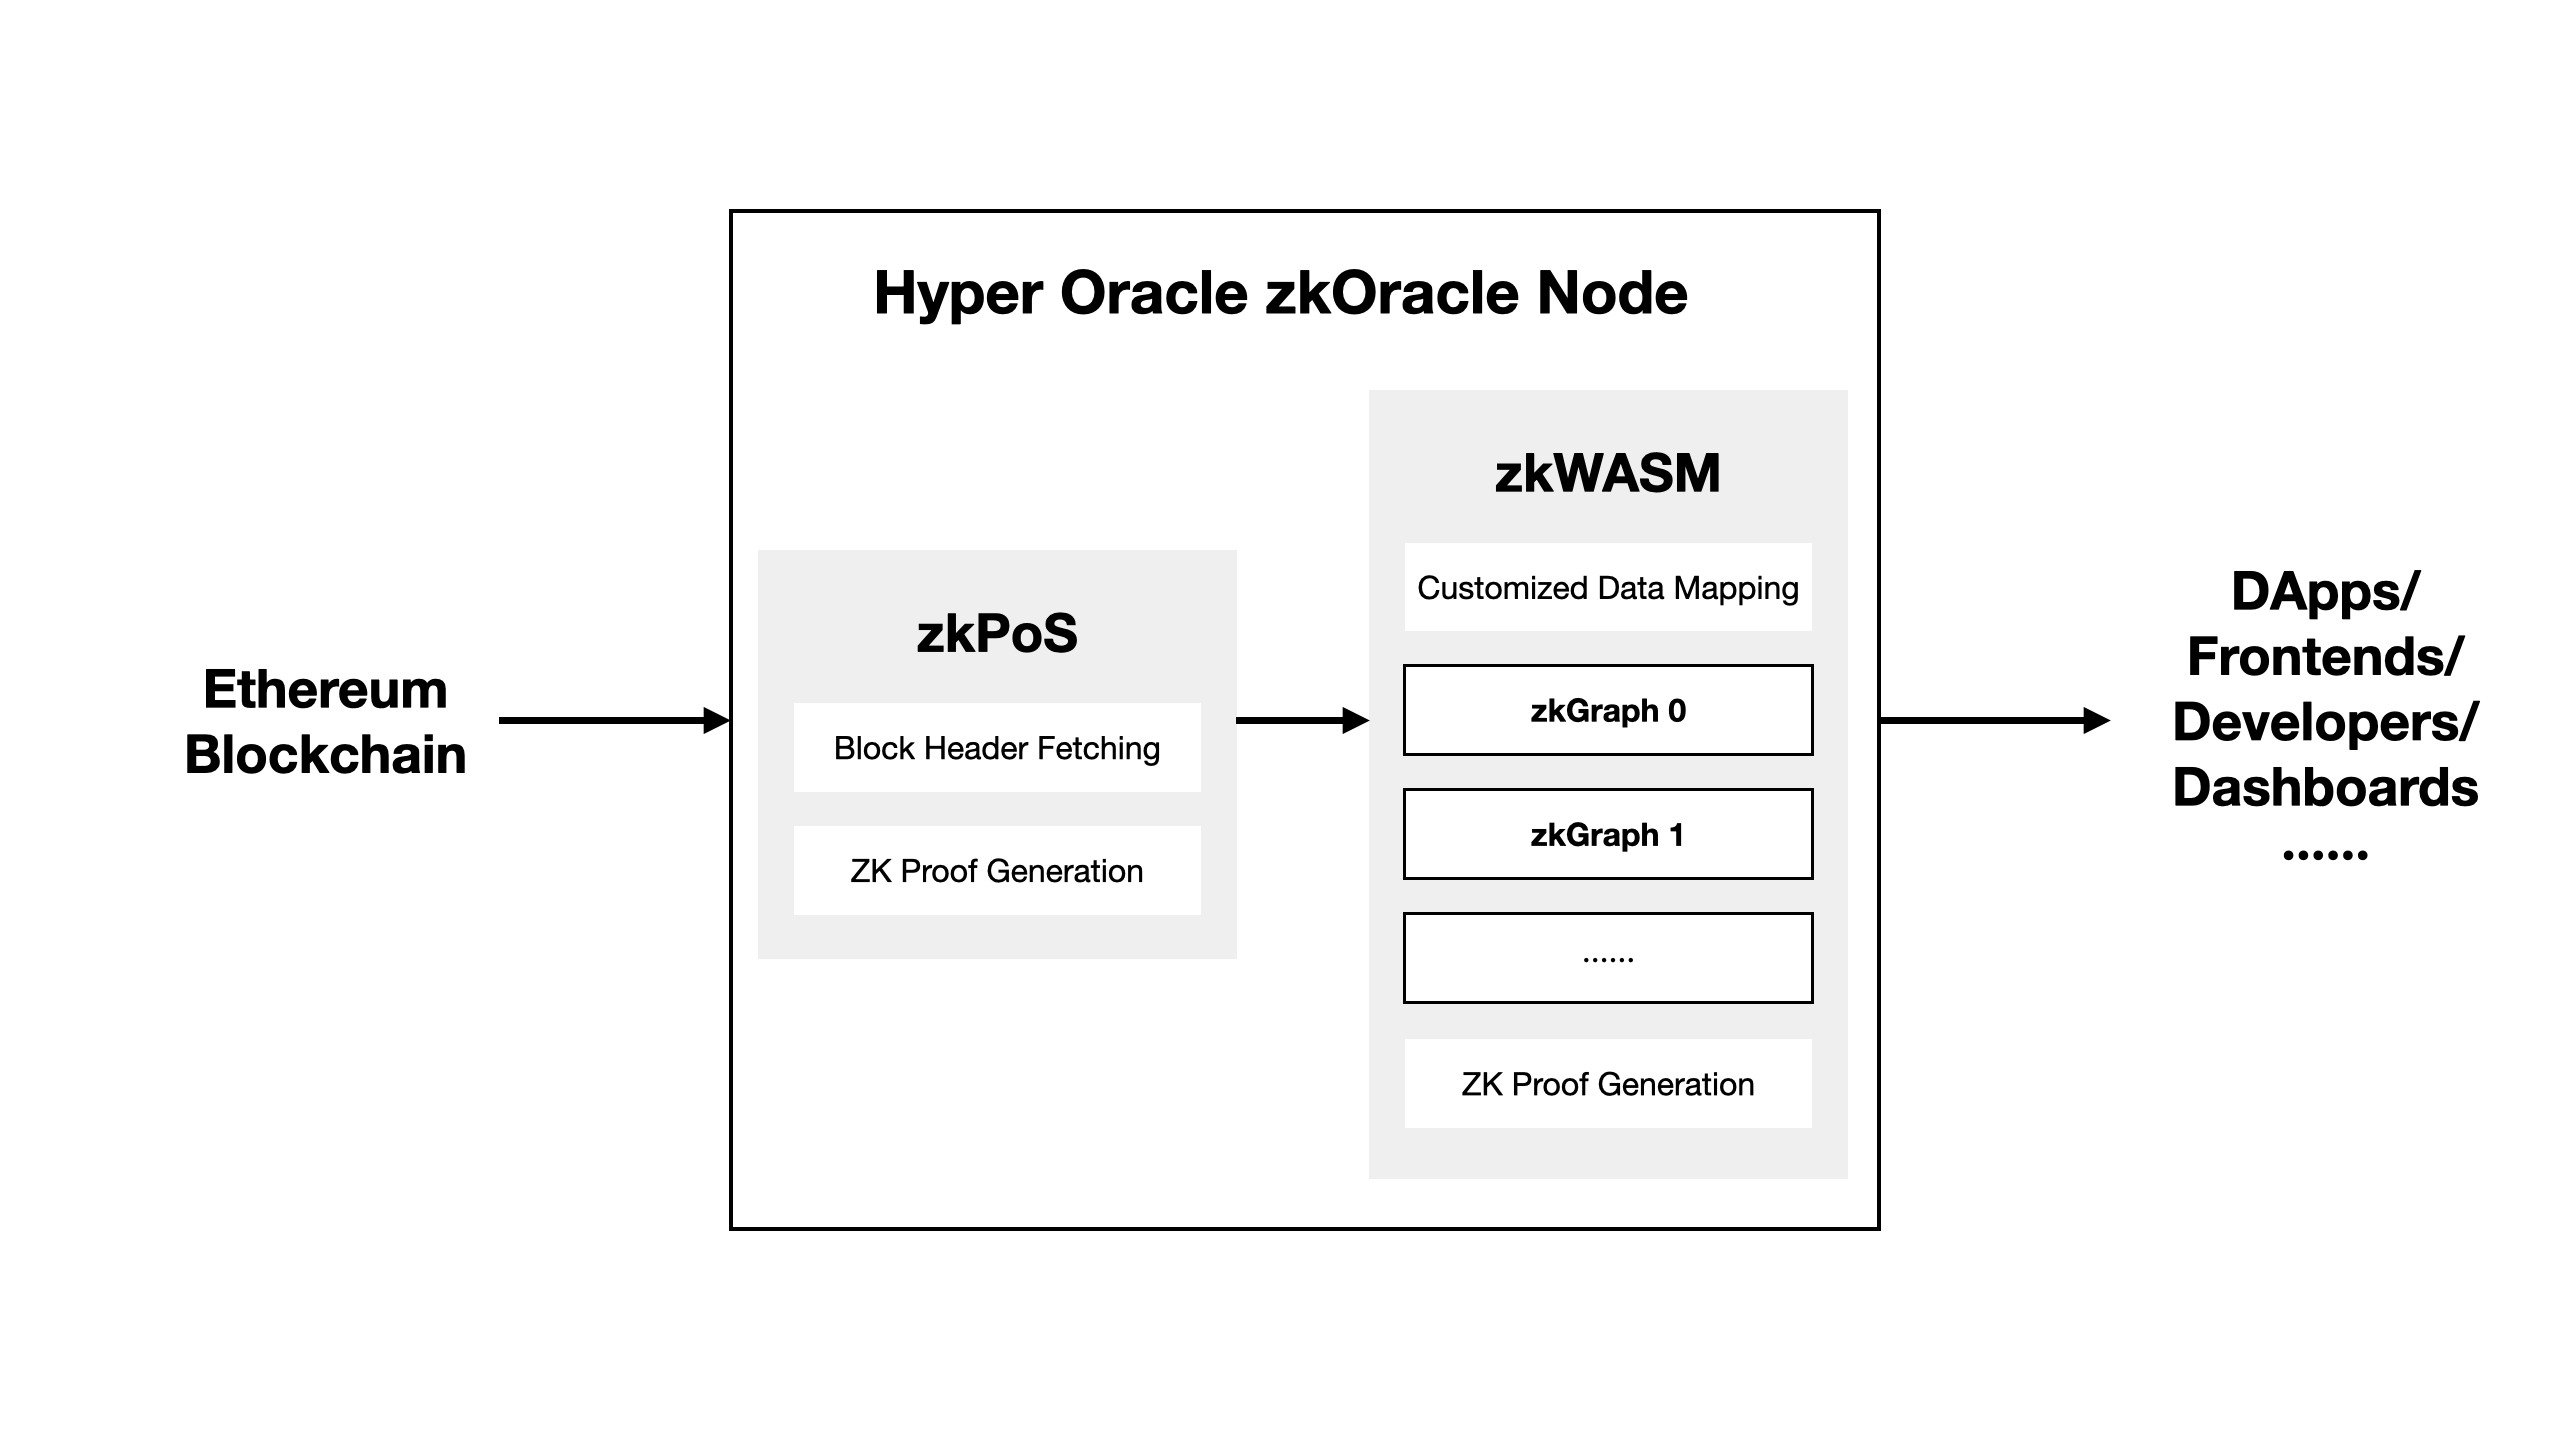 Hyper Oracle zkOracle Node
Ethereum
Blockchain
zkPoS
Block Header Fetching
ZK Proof Generation
zkWASM
Customized Data Mapping
zkGraph 0
zkGraph 1
......
ZK Proof Generation
DApps/
Frontends/
Developers/
Dashboards
......